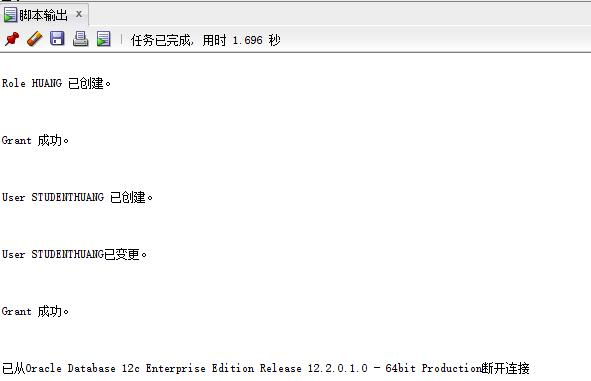 脚本输出 x
任务已完成, 用时 1.696 秒
Role HUANG 已创建。
Grant 成功。
User STUDENTHUANG 已创建。
User STUDENTHUANG已变更。
Grant 成功。
已从Oracle Database 12c Enterprise Edition Release 12.2.0.1.0 - 64bit Production断开连接